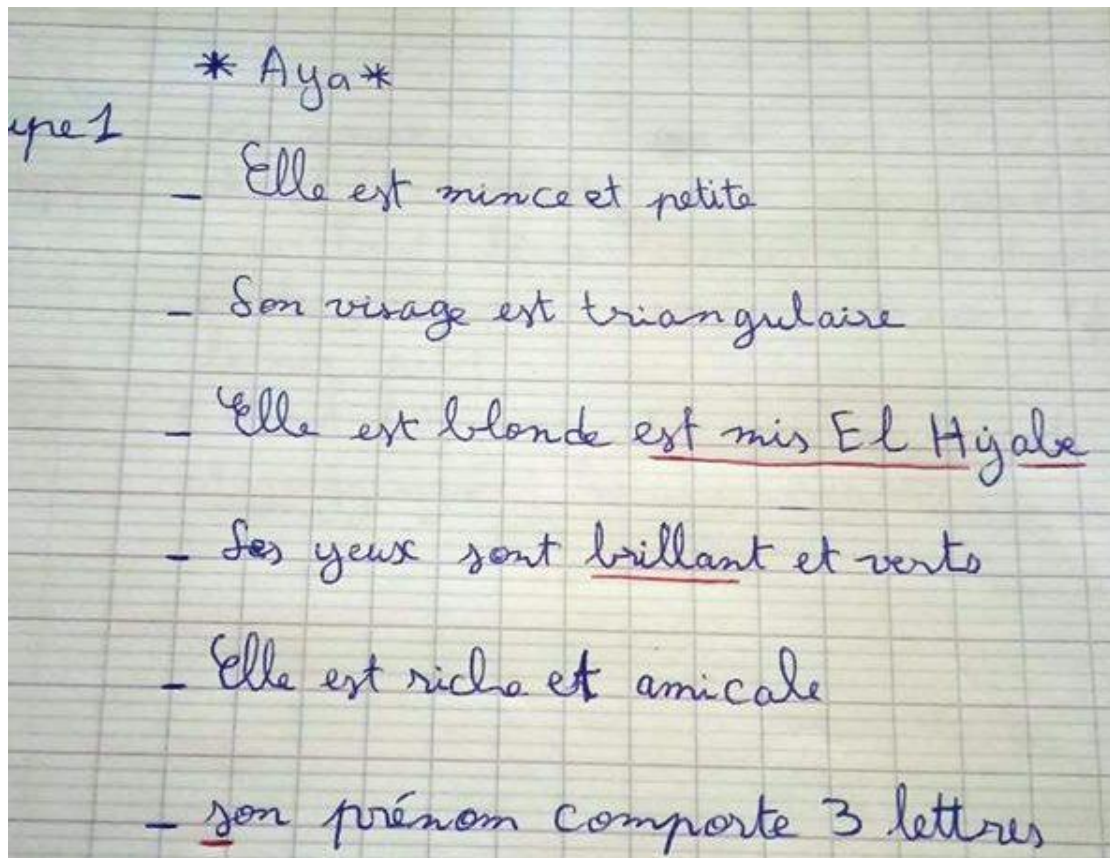 * Aya *
upe 1
- Elle est mince et petite
- Son visage est triangulaire
- Elle est blonde est mis El Hijabe
- Ses yeux sont brillant et verts
- Elle est riche et amicale
- son prénom comporte 3 lettres